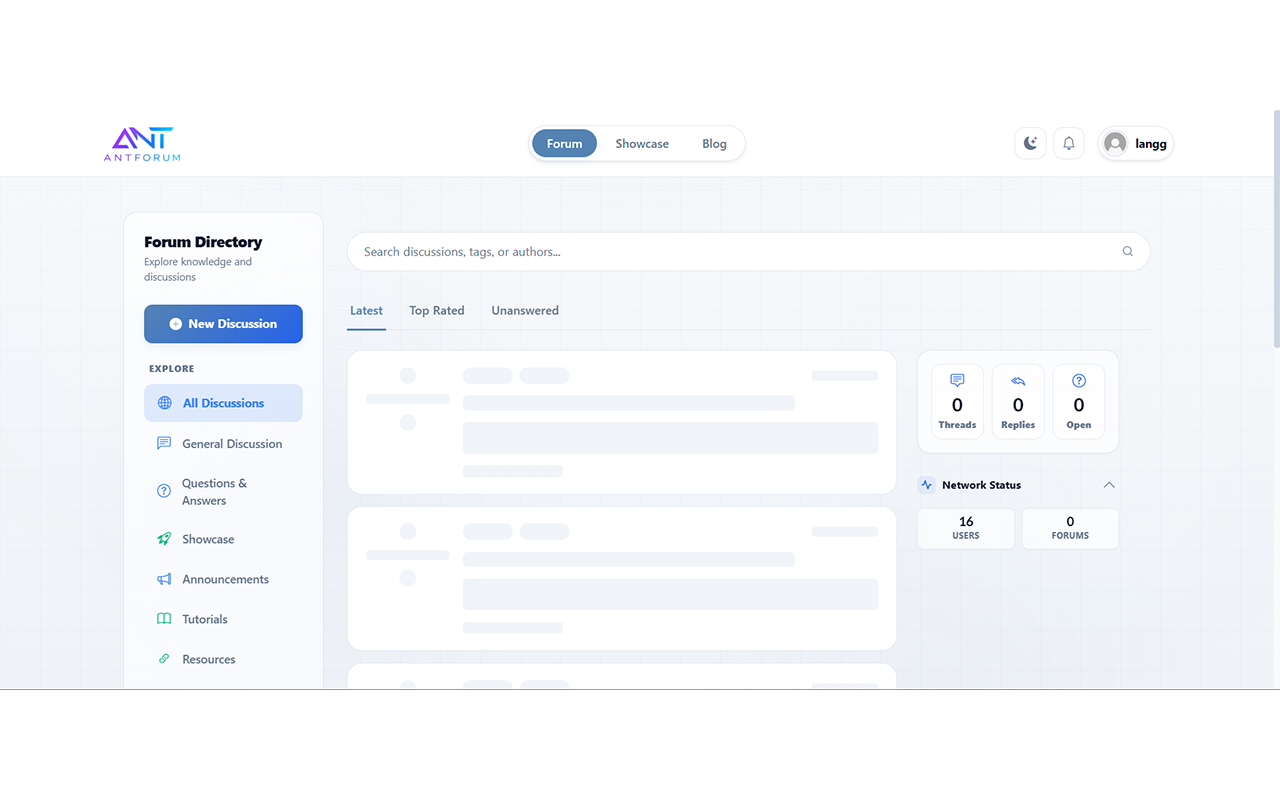 ANT
ANTFORUM
Forum
Showcase
Blog
langg
Forum Directory
Explore knowledge and
discussions
New Discussion
EXPLORE
All Discussions
General Discussion
Questions &
Answers
Showcase
Announcements
Tutorials
Resources
Search discussions, tags, or authors...
Latest
Top Rated
Unanswered
0
Threads
0
Replies
0
Open
Network Status
16
USERS
0
FORUMS